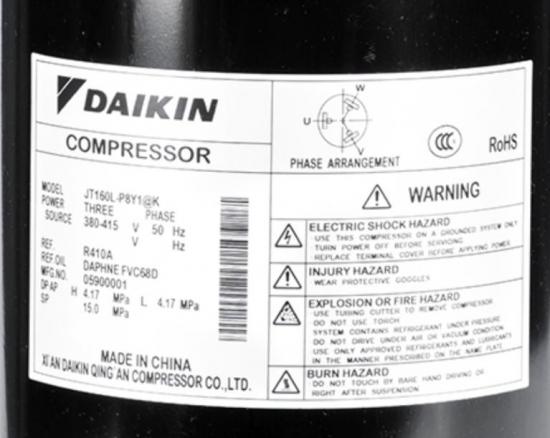 DAIKIN
COMPRESSOR
MODEL JT160L-P8Y1@K
POWER THREE PHASE
SOURCE 380-415 V 50 Hz
V Hz
REF. R410A
REF.OIL DAPHNE FVC68D
MFG.NO. 05900001
DP AP H 4.17 MPa L 4.17 MPa
SP 15.0 MPa
MADE IN CHINA
XI'AN DAIKIN QING'AN COMPRESSOR CO.,LTD.
W
U
V
PHASE ARRANGEMENT
CCC
RoHS
WARNING
ELECTRIC SHOCK HAZARD
USE THIS COMPRESSOR ON A GROUNDED SYSTEM ONLY
TURN POWER OFF BEFORE SERVICING
REPLACE TERMINAL COVER BEFORE APPLYING POWER
INJURY HAZARD
WEAR PROTECTIVE GOGGLES
EXPLOSION OR FIRE HAZARD
USE TUBING CUTTER TO REMOVE COMPRESSOR
DO NOT USE TORCH
SYSTEM CONTAINS REFRIGERANT UNDER PRESSURE
DO NOT DRIVE UNDER AIR OR VACUUM CONDITION
USE ONLY APPROVED REFRIGERANTS AND LUBRICANTS
IN THE MANNER PRESCRIBED ON THE NAME PLATE
BURN HAZARD
DO NOT TOUCH BY BARE HAND DRIVING OR
RIGHT AFTER SUSPENSION